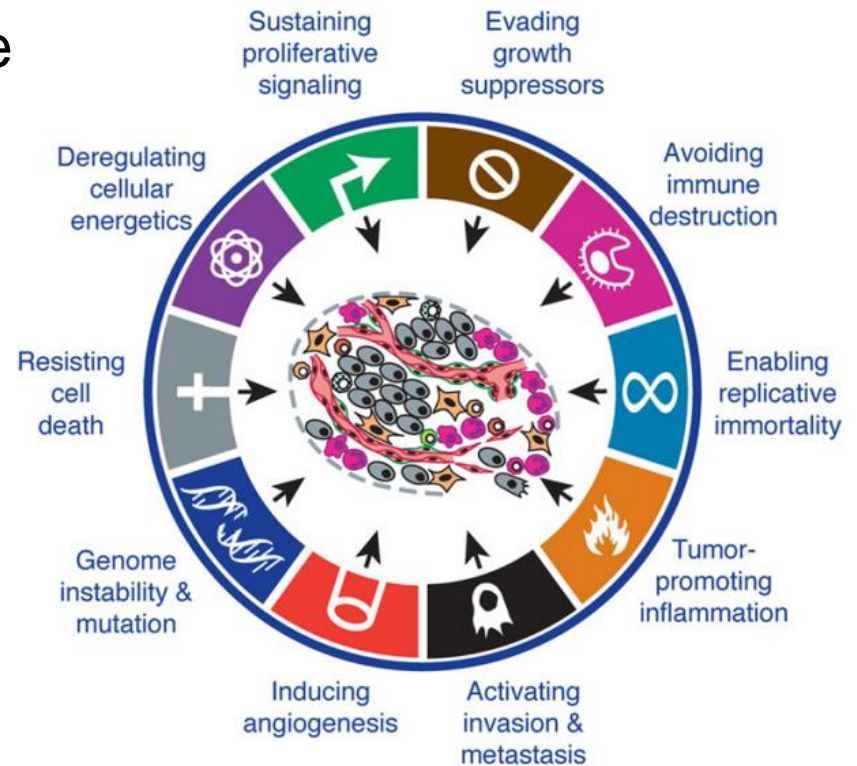 e
Sustaining
proliferative
signaling
Evading
growth
suppressors
Avoiding
immune
destruction
Enabling
replicative
immortality
Tumor-
promoting
inflammation
Activating
invasion &
metastasis
Inducing
angiogenesis
Genome
instability &
mutation
Resisting
cell
death
Deregulating
cellular
energetics